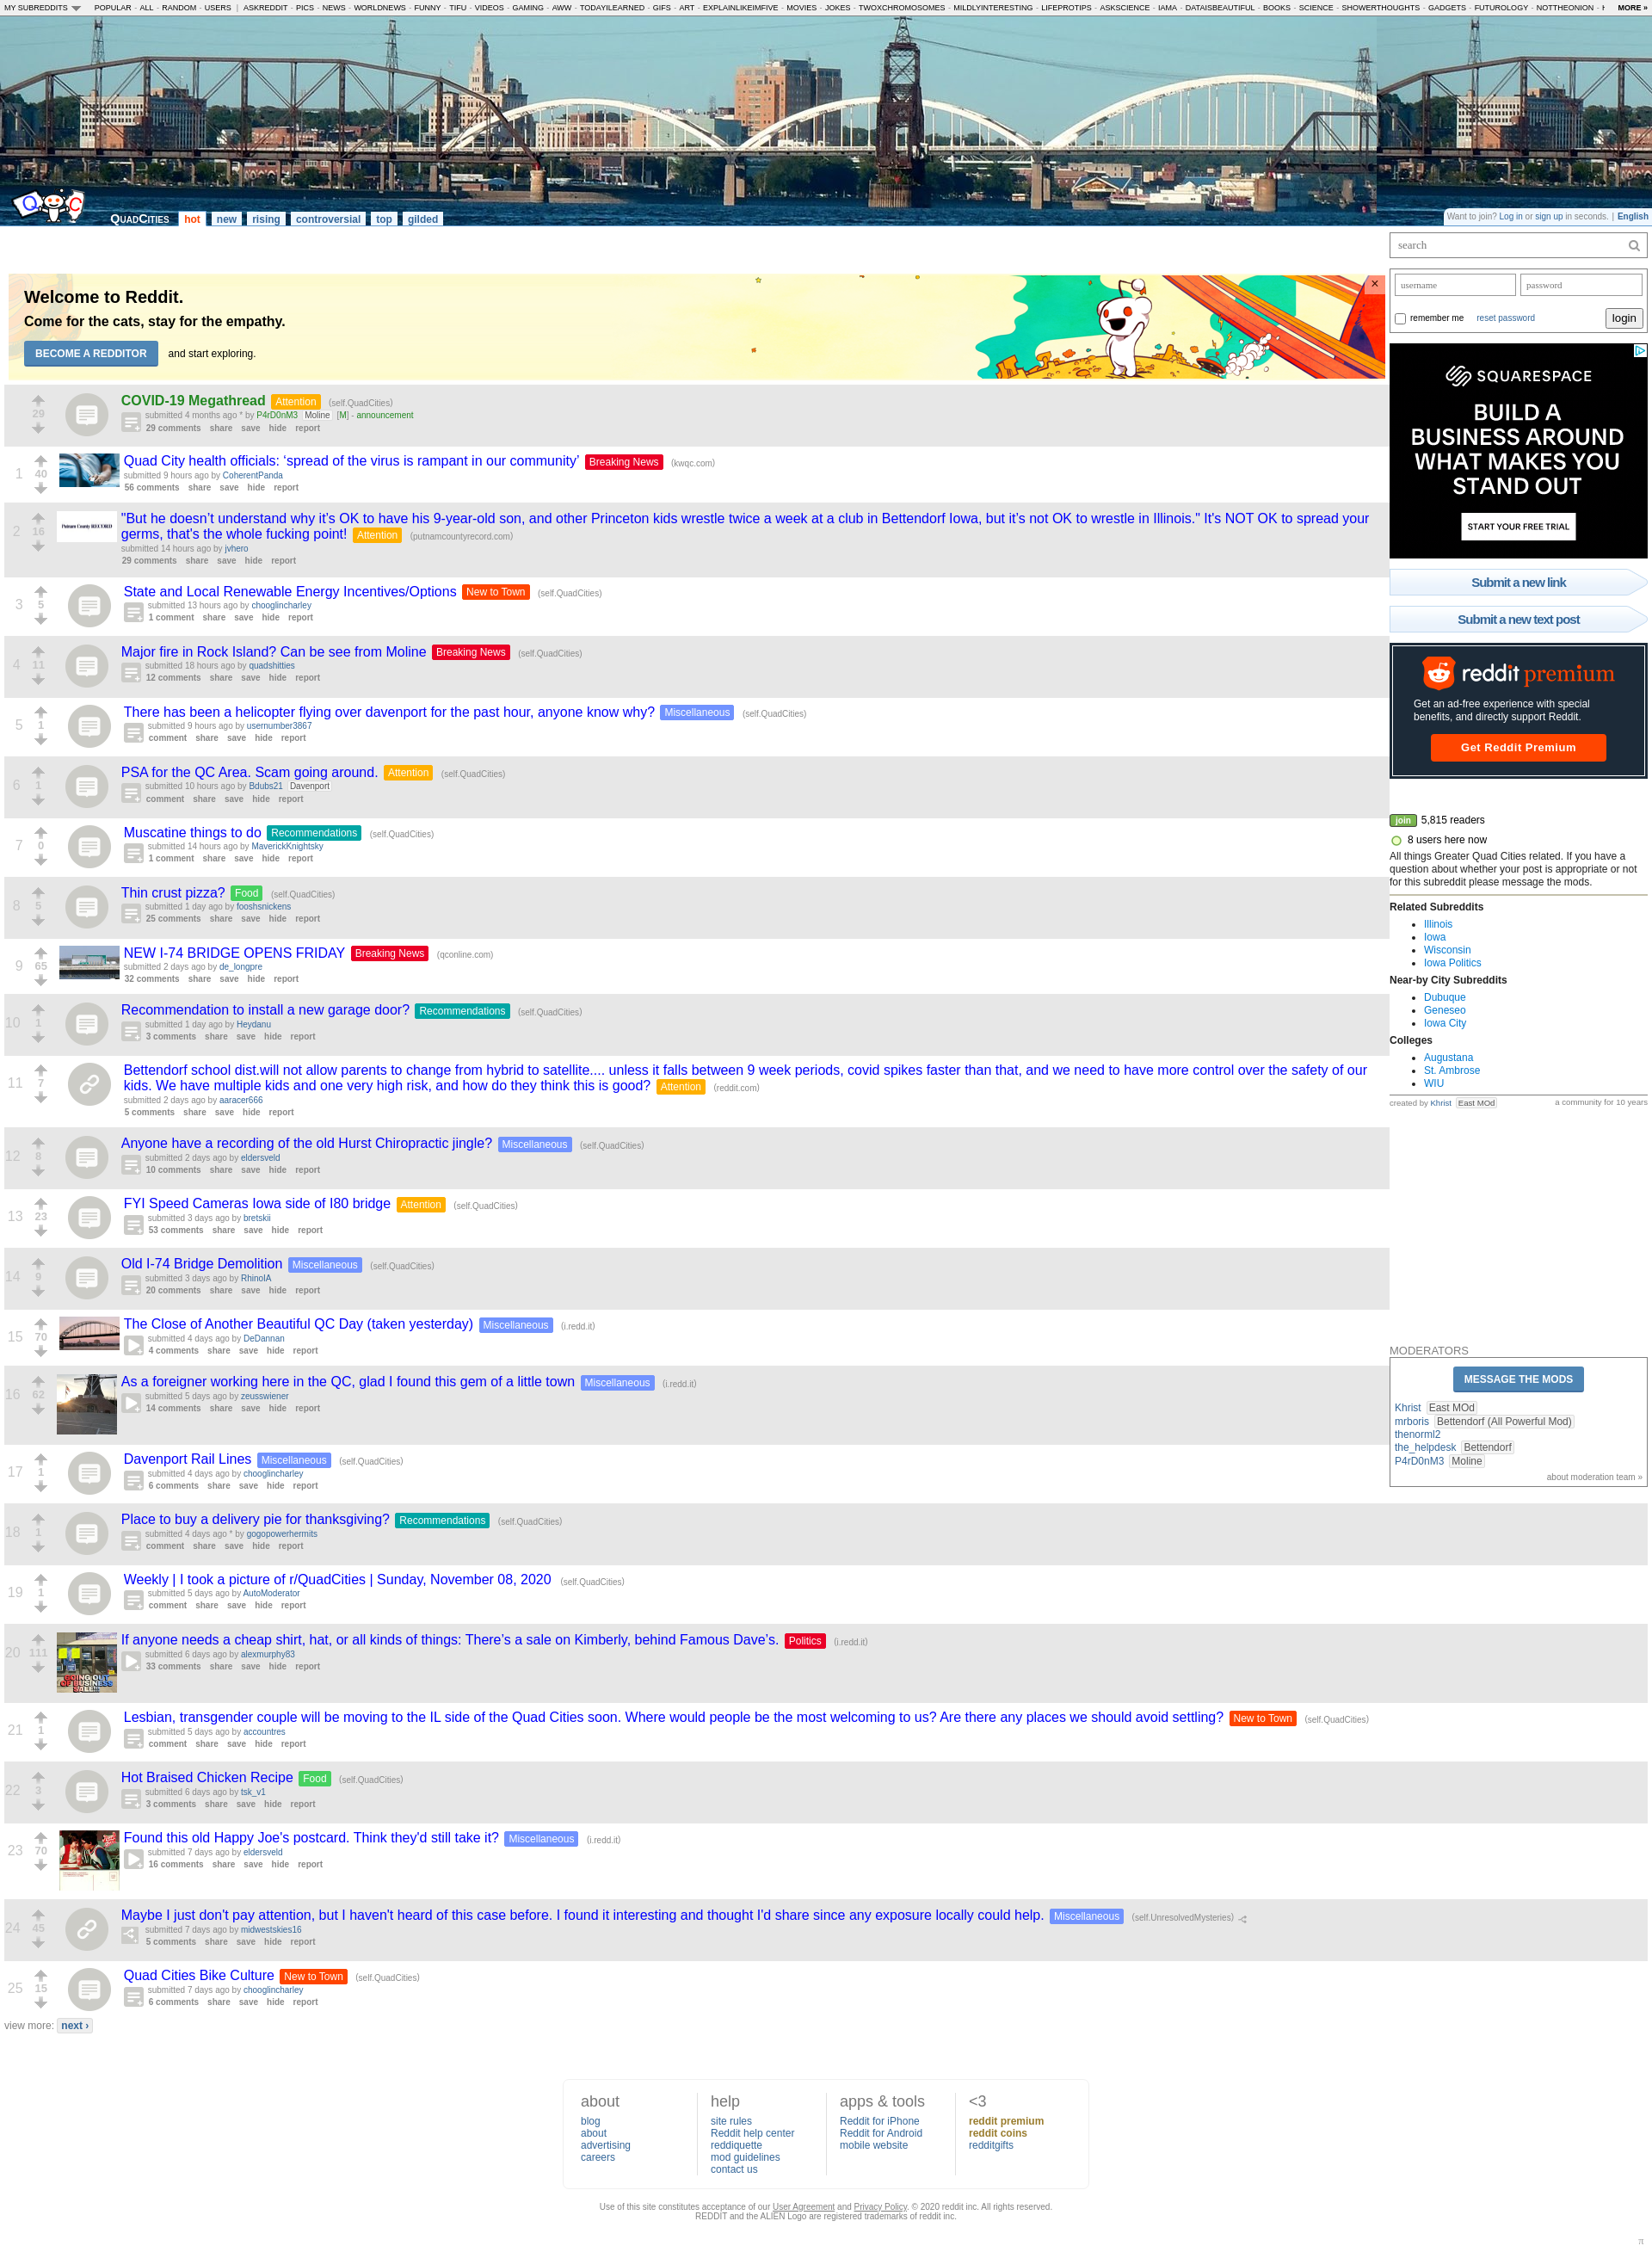 MY SUBREDDITS POPULAR - ALL - RANDOM - USERS | ASKREDDIT - PICS - NEWS - WORLDNEWS - FUNNY - TIFU - VIDEOS - GAMING - AWW - TODAYILEARNED - GIFS - ART - EXPLAINLIKEIMFIVE - MOVIES - JOKES - TWOXCHROMOSOMES - MILDLYINTERESTING - LIFEPROTIPS - ASKSCIENCE - IAMA - DATAISBEAUTIFUL - BOOKS - SCIENCE - SHOWERTHOUGHTS - GADGETS - FUTUROLOGY - NOTTHEONION - MORE »
QUADCITIES hot new rising controversial top gilded
Want to join? Log in or sign up in seconds. | English
search
username password
remember me reset password login
Welcome to Reddit.
Come for the cats, stay for the empathy.
BECOME A REDDITOR and start exploring.
×
29
COVID-19 Megathread Attention (self.QuadCities)
submitted 4 months ago * by P4rD0nM3 Moline [M] - announcement
29 comments share save hide report
1 40
Quad City health officials: ‘spread of the virus is rampant in our community’ Breaking News (kwqc.com)
submitted 9 hours ago by CoherentPanda
56 comments share save hide report
2 16
Putnam County RECORD
"But he doesn’t understand why it’s OK to have his 9-year-old son, and other Princeton kids wrestle twice a week at a club in Bettendorf Iowa, but it’s not OK to wrestle in Illinois." It's NOT OK to spread your
germs, that's the whole fucking point! Attention (putnamcountyrecord.com)
submitted 14 hours ago by jvhero
29 comments share save hide report
3 5
State and Local Renewable Energy Incentives/Options New to Town (self.QuadCities)
submitted 13 hours ago by chooglincharley
1 comment share save hide report
4 11
Major fire in Rock Island? Can be see from Moline Breaking News (self.QuadCities)
submitted 18 hours ago by quadshitties
12 comments share save hide report
5 1
There has been a helicopter flying over davenport for the past hour, anyone know why? Miscellaneous (self.QuadCities)
submitted 9 hours ago by usernumber3867
comment share save hide report
6 1
PSA for the QC Area. Scam going around. Attention (self.QuadCities)
submitted 10 hours ago by Bdubs21 Davenport
comment share save hide report
7 0
Muscatine things to do Recommendations (self.QuadCities)
submitted 14 hours ago by MaverickKnightsky
1 comment share save hide report
8 5
Thin crust pizza? Food (self.QuadCities)
submitted 1 day ago by fooshsnickens
25 comments share save hide report
9 65
NEW I-74 BRIDGE OPENS FRIDAY Breaking News (qconline.com)
submitted 2 days ago by de_longpre
32 comments share save hide report
10 1
Recommendation to install a new garage door? Recommendations (self.QuadCities)
submitted 1 day ago by Heydanu
3 comments share save hide report
11 7
Bettendorf school dist.will not allow parents to change from hybrid to satellite.... unless it falls between 9 week periods, covid spikes faster than that, and we need to have more control over the safety of our
kids. We have multiple kids and one very high risk, and how do they think this is good? Attention (reddit.com)
submitted 2 days ago by aaracer666
5 comments share save hide report
12 8
Anyone have a recording of the old Hurst Chiropractic jingle? Miscellaneous (self.QuadCities)
submitted 2 days ago by eldersveld
10 comments share save hide report
13 23
FYI Speed Cameras Iowa side of I80 bridge Attention (self.QuadCities)
submitted 3 days ago by bretskii
53 comments share save hide report
14 9
Old I-74 Bridge Demolition Miscellaneous (self.QuadCities)
submitted 3 days ago by RhinoIA
20 comments share save hide report
15 70
The Close of Another Beautiful QC Day (taken yesterday) Miscellaneous (i.redd.it)
submitted 4 days ago by DeDannan
4 comments share save hide report
16 62
As a foreigner working here in the QC, glad I found this gem of a little town Miscellaneous (i.redd.it)
submitted 5 days ago by zeusswiener
14 comments share save hide report
17 1
Davenport Rail Lines Miscellaneous (self.QuadCities)
submitted 4 days ago by chooglincharley
6 comments share save hide report
18 1
Place to buy a delivery pie for thanksgiving? Recommendations (self.QuadCities)
submitted 4 days ago * by gogopowerhermits
comment share save hide report
19 1
Weekly | I took a picture of r/QuadCities | Sunday, November 08, 2020 (self.QuadCities)
submitted 5 days ago by AutoModerator
comment share save hide report
20 111
GOING OUT OF BUSINESS SALE!!!
If anyone needs a cheap shirt, hat, or all kinds of things: There’s a sale on Kimberly, behind Famous Dave’s. Politics (i.redd.it)
submitted 6 days ago by alexmurphy83
33 comments share save hide report
21 1
Lesbian, transgender couple will be moving to the IL side of the Quad Cities soon. Where would people be the most welcoming to us? Are there any places we should avoid settling? New to Town (self.QuadCities)
submitted 5 days ago by accountres
comment share save hide report
22 3
Hot Braised Chicken Recipe Food (self.QuadCities)
submitted 6 days ago by tsk_v1
3 comments share save hide report
23 70
Found this old Happy Joe's postcard. Think they'd still take it? Miscellaneous (i.redd.it)
submitted 7 days ago by eldersveld
16 comments share save hide report
24 45
Maybe I just don't pay attention, but I haven't heard of this case before. I found it interesting and thought I'd share since any exposure locally could help. Miscellaneous (self.UnresolvedMysteries)
submitted 7 days ago by midwestskies16
5 comments share save hide report
25 15
Quad Cities Bike Culture New to Town (self.QuadCities)
submitted 7 days ago by chooglincharley
6 comments share save hide report
view more: next ›
SQUARESPACE
BUILD A
BUSINESS AROUND
WHAT MAKES YOU
STAND OUT
START YOUR FREE TRIAL
Submit a new link
Submit a new text post
reddit premium
Get an ad-free experience with special
benefits, and directly support Reddit.
Get Reddit Premium
join 5,815 readers
8 users here now
All things Greater Quad Cities related. If you have a
question about whether your post is appropriate or not
for this subreddit please message the mods.
Related Subreddits
Illinois
Iowa
Wisconsin
Iowa Politics
Near-by City Subreddits
Dubuque
Geneseo
Iowa City
Colleges
Augustana
St. Ambrose
WIU
created by Khrist East MOd a community for 10 years
MODERATORS
MESSAGE THE MODS
Khrist East MOd
mrboris Bettendorf (All Powerful Mod)
thenorml2
the_helpdesk Bettendorf
P4rD0nM3 Moline
about moderation team »
about
blog
about
advertising
careers
help
site rules
Reddit help center
reddiquette
mod guidelines
contact us
apps & tools
Reddit for iPhone
Reddit for Android
mobile website
<3
reddit premium
reddit coins
redditgifts
Use of this site constitutes acceptance of our User Agreement and Privacy Policy. © 2020 reddit inc. All rights reserved.
REDDIT and the ALIEN Logo are registered trademarks of reddit inc.
π